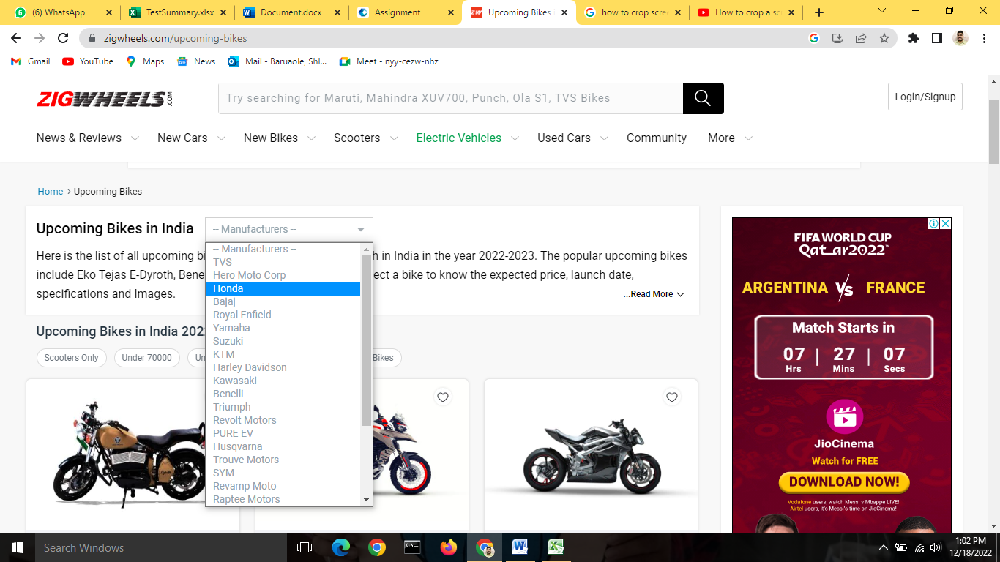 (6) WhatsApp
TestSummary.xlsx
Document.docx
Assignment
Upcoming Bikes
how to crop scre
How to crop a sc
zigwheels.com/upcoming-bikes
Gmail
YouTube
Maps
News
Mail - Baruaole, Shl...
Meet - nyy-cezw-nhz
ZIGWHEELS.COM
Try searching for Maruti, Mahindra XUV700, Punch, Ola S1, TVS Bikes
Login/Signup
News & Reviews
New Cars
New Bikes
Scooters
Electric Vehicles
Used Cars
Community
More
Home › Upcoming Bikes
Upcoming Bikes in India
-- Manufacturers --
Here is the list of all upcoming bi h in India in the year 2022-2023. The popular upcoming bikes
include Eko Tejas E-Dyroth, Bene ect a bike to know the expected price, launch date,
specifications and Images.
...Read More
-- Manufacturers --
TVS
Hero Moto Corp
Honda
Bajaj
Royal Enfield
Yamaha
Suzuki
KTM
Harley Davidson
Kawasaki
Benelli
Triumph
Revolt Motors
PURE EV
Husqvarna
Trouve Motors
SYM
Revamp Moto
Raptee Motors
Upcoming Bikes in India 202
Scooters Only
Under 70000
Un
Bikes
FIFA WORLD CUP
Qatar2022
ARGENTINA Vs FRANCE
Match Starts in
07 | 27 | 07
Hrs Mins Secs
JioCinema
Watch for FREE
DOWNLOAD NOW!
Vodafone users, watch Messi v Mbappe LIVE!
Airtel users, it's Messi's time on JioCinema!
Search Windows
1:02 PM
12/18/2022